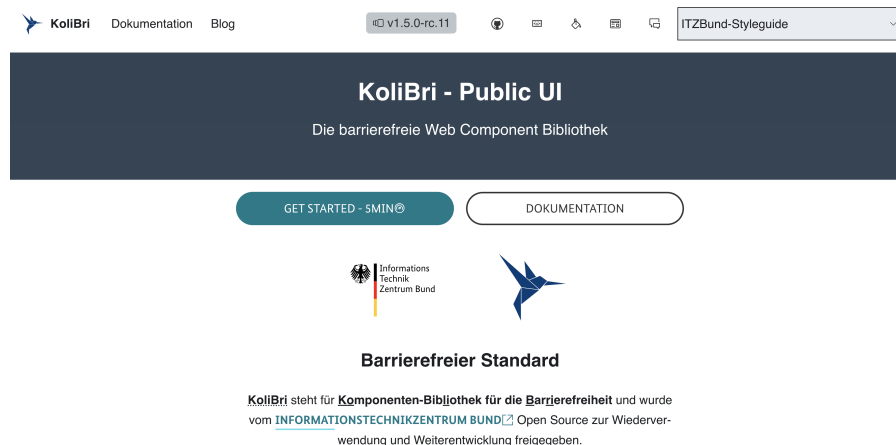 KoliBri Dokumentation Blog v1.5.0-rc.11 ITZBund-Styleguide
KoliBri - Public UI
Die barrierefreie Web Component Bibliothek
GET STARTED - 5MIN DOKUMENTATION
Informations
Technik
Zentrum Bund
Barrierefreier Standard
KoliBri steht für Komponenten-Bibliothek für die Barrierefreiheit und wurde
vom INFORMATIONSTECHNIKZENTRUM BUND Open Source zur Wiederver-
wendung und Weiterentwicklung freigegeben.